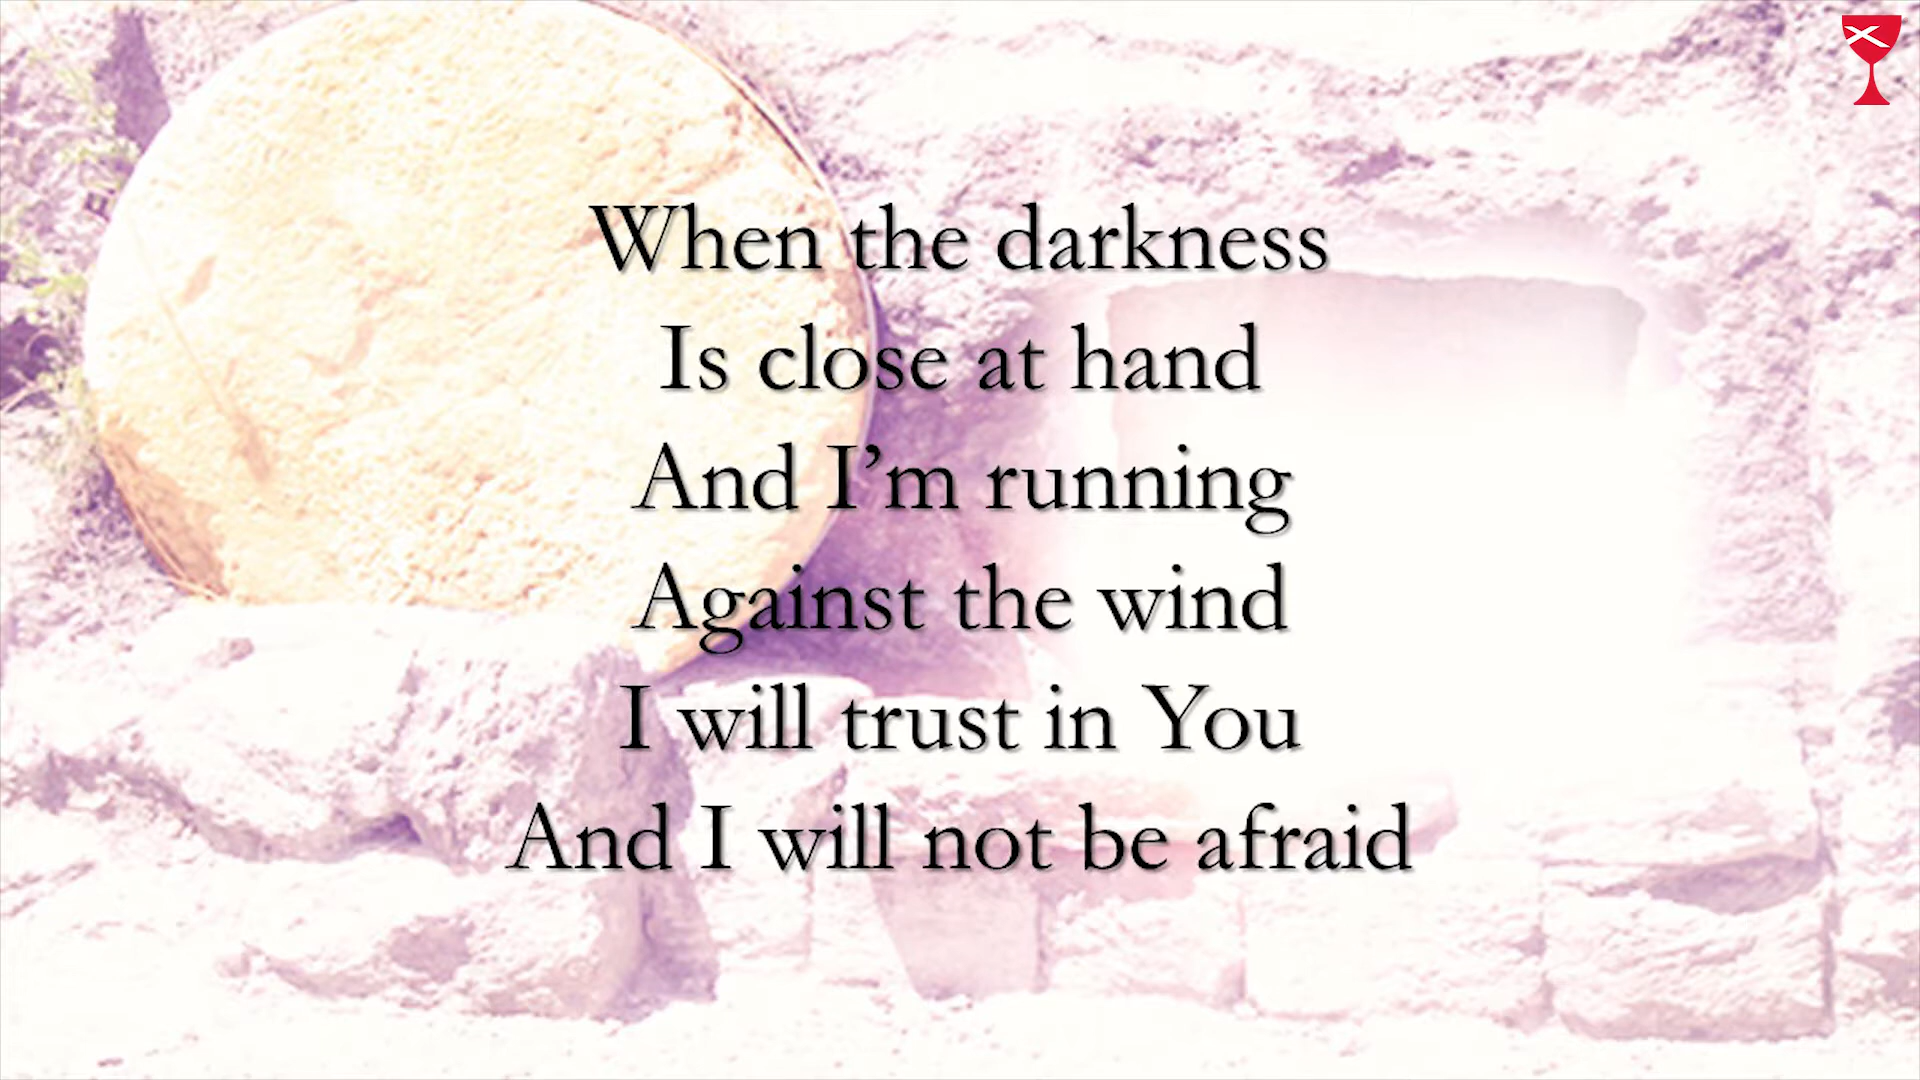 When the darkness
Is close at hand
And I’m running
Against the wind
I will trust in You
And I will not be afraid